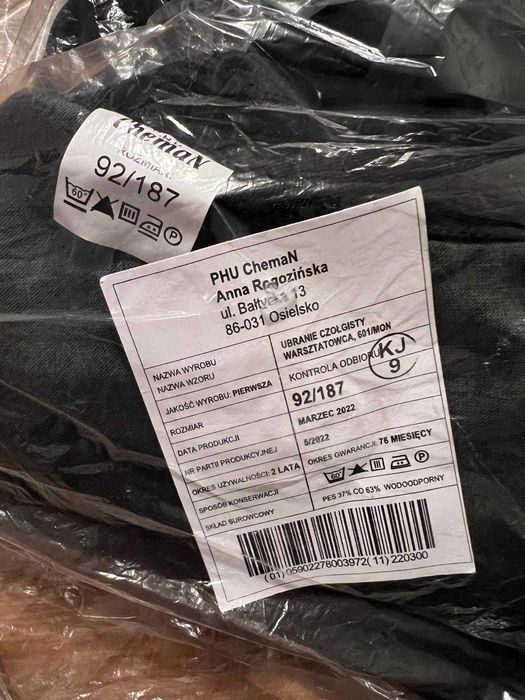 ChemaN
ROZMIAR:
92/187
60°
P
PHU ChemaN
Anna Rogozińska
ul. 13
86-031 Osielsko
NAZWA WYROBU
NAZWA WZORU
UBRANIE CZOŁGISTY
WARSZTATOWCA, 601/MON
JAKOŚĆ WYROBU: PIERWSZA
KONTROLA ODBIORU
KJ
9
ROZMIAR
92/187
DATA PRODUKCJI
MARZEC 2022
NR PARTII PRODUKCYJNEJ
5/2022
OKRES UŻYWALNOŚCI: 2 LATA
OKRES GWARANCJI: 76 MIESIĘCY
SPOSÓB KONSERWACJI
60°
P
SKŁAD SUROWCOWY
PES 37% CO 63% WODOODPORNY
(01) 05902278003972(11) 220300